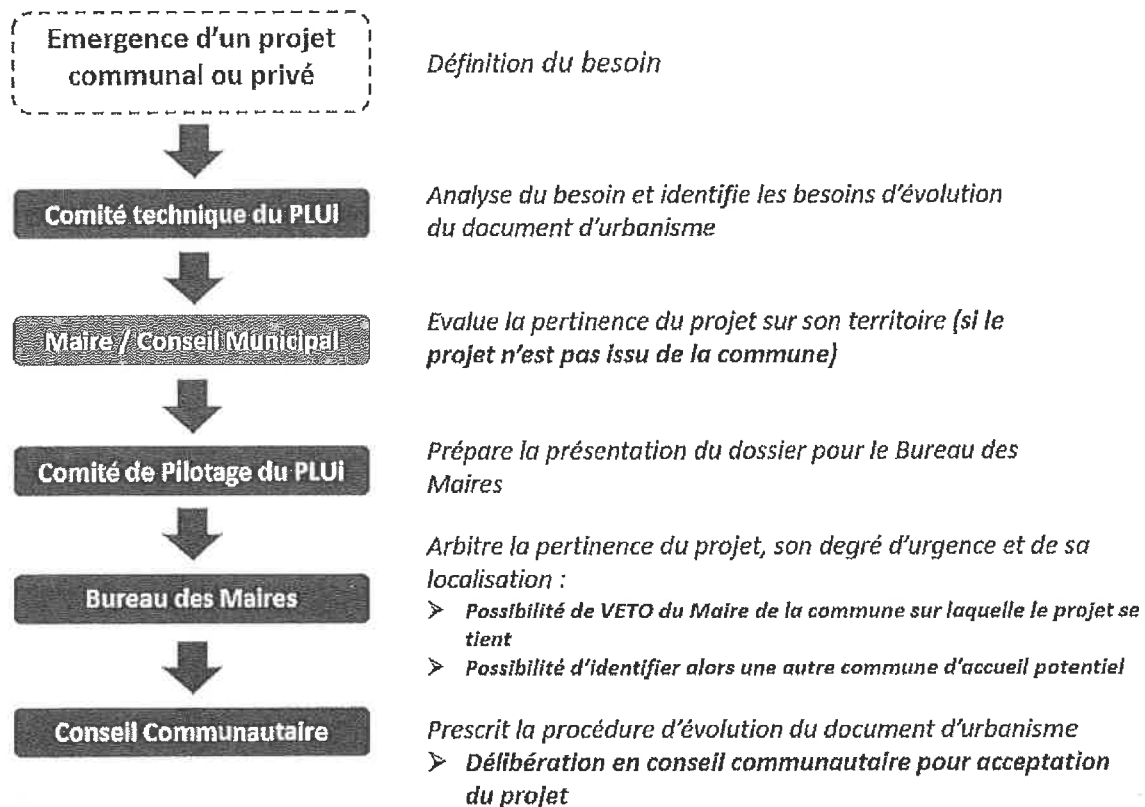 Emergence d'un projet
communal ou privé
Définition du besoin
Comité technique du PLUi
Analyse du besoin et identifie les besoins d'évolution
du document d'urbanisme
Maire / Conseil Municipal
Evalue la pertinence du projet sur son territoire (si le
projet n'est pas issu de la commune)
Comité de Pilotage du PLUi
Prépare la présentation du dossier pour le Bureau des
Maires
Bureau des Maires
Arbitre la pertinence du projet, son degré d'urgence et de sa
localisation :
➢ Possibilité de VETO du Maire de la commune sur laquelle le projet se
tient
➢ Possibilité d'identifier alors une autre commune d'accueil potentiel
Conseil Communautaire
Prescrit la procédure d'évolution du document d'urbanisme
➢ Délibération en conseil communautaire pour acceptation
du projet